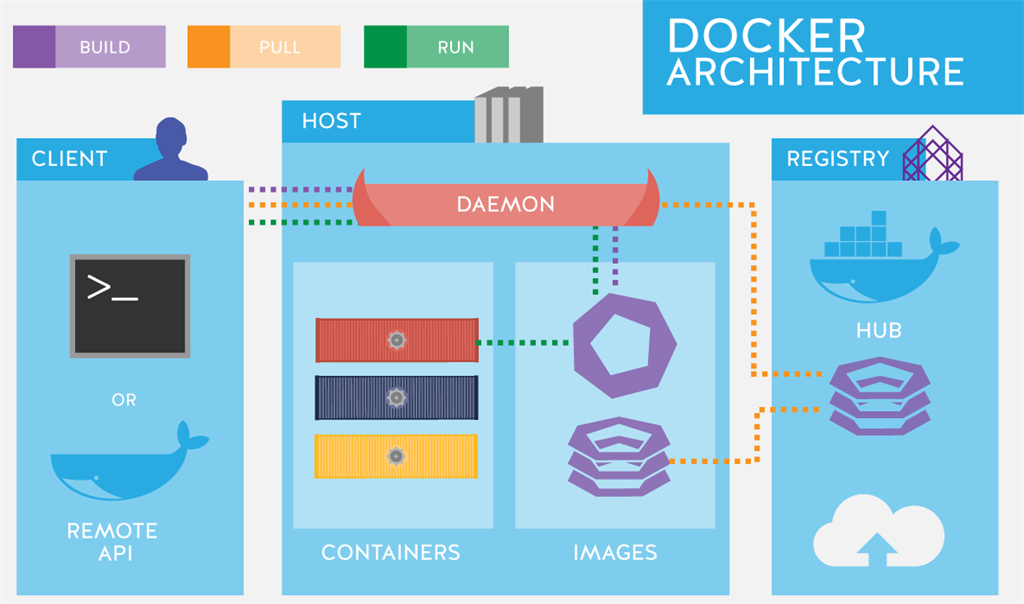 BUILD
PULL
RUN
DOCKER
ARCHITECTURE
CLIENT
>_
OR
REMOTE
API
HOST
DAEMON
CONTAINERS
IMAGES
REGISTRY
HUB